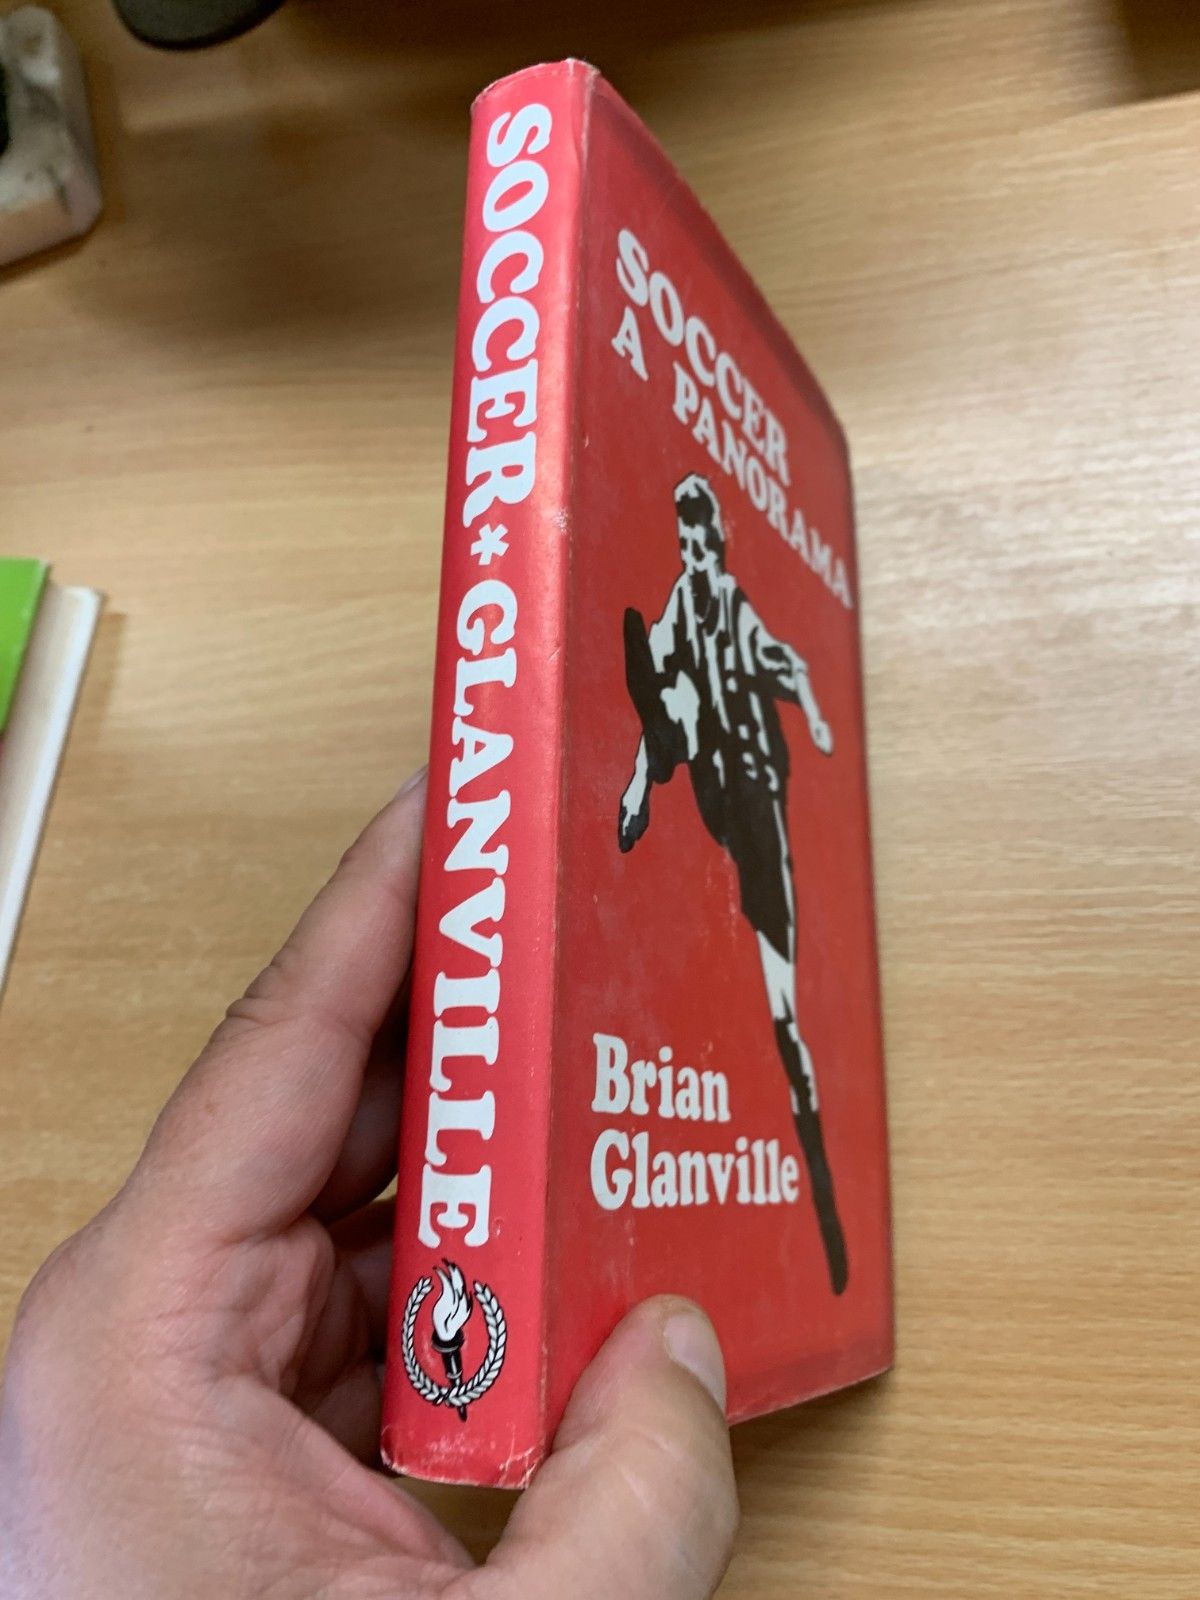 SOCCER * GLANVILLE
SOCCER
A PANORAMA
Brian
Glanville